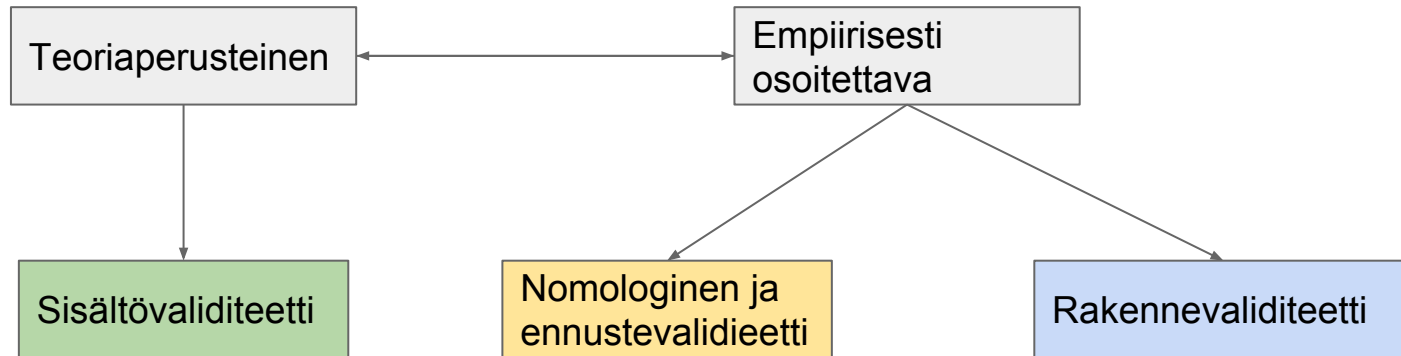 Teoriaperusteinen
Empiirisesti
osoitettava
Sisältövaliditeetti
Nomologinen ja
ennustevalidieetti
Rakennevaliditeetti